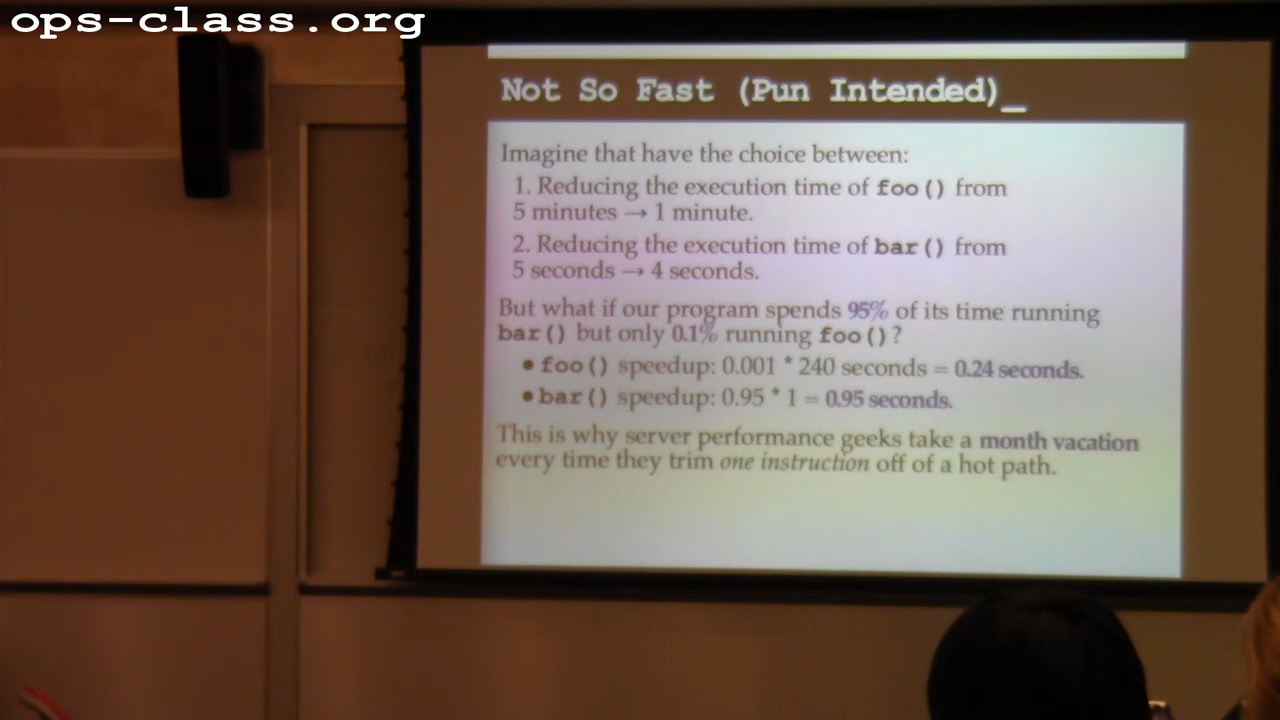 ops-class.org
Not So Fast (Pun Intended)_
Imagine that have the choice between:
1. Reducing the execution time of foo() from
5 minutes → 1 minute.
2. Reducing the execution time of bar() from
5 seconds → 4 seconds.
But what if our program spends 95% of its time running
bar() but only 0.1% running foo()?
• foo() speedup: 0.001 * 240 seconds = 0.24 seconds.
• bar() speedup: 0.95 * 1 = 0.95 seconds.
This is why server performance geeks take a month vacation
every time they trim one instruction off of a hot path.